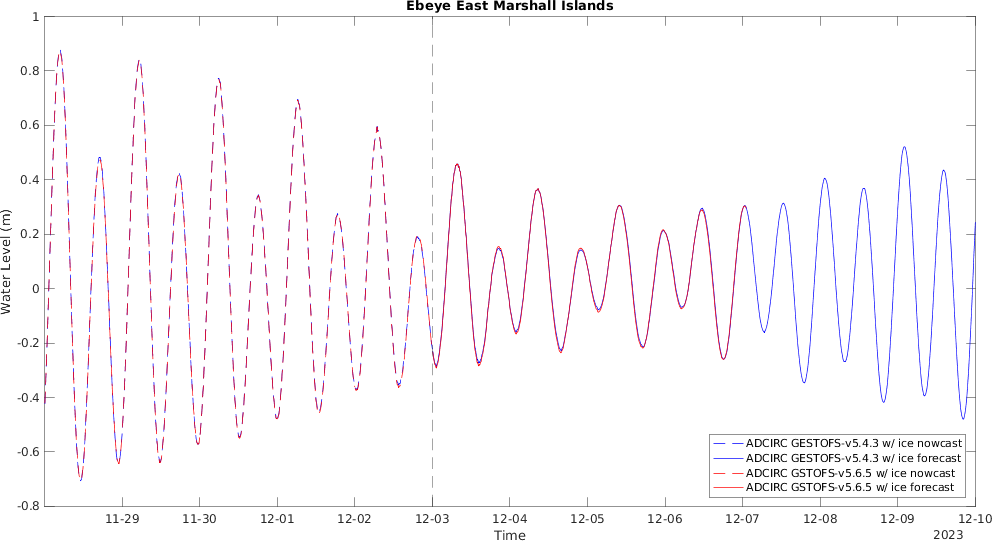 Ebeye East Marshall Islands
Water Level (m)
1
0.8
0.6
0.4
0.2
0
-0.2
-0.4
-0.6
-0.8
ADCIRC GESTOFS-v5.4.3 w/ ice nowcast
ADCIRC GESTOFS-v5.4.3 w/ ice forecast
ADCIRC GSTOFS-v5.6.5 w/ ice nowcast
ADCIRC GSTOFS-v5.6.5 w/ ice forecast
11-29 11-30 12-01 12-02 12-03 12-04 12-05 12-06 12-07 12-08 12-09 12-10
Time
2023